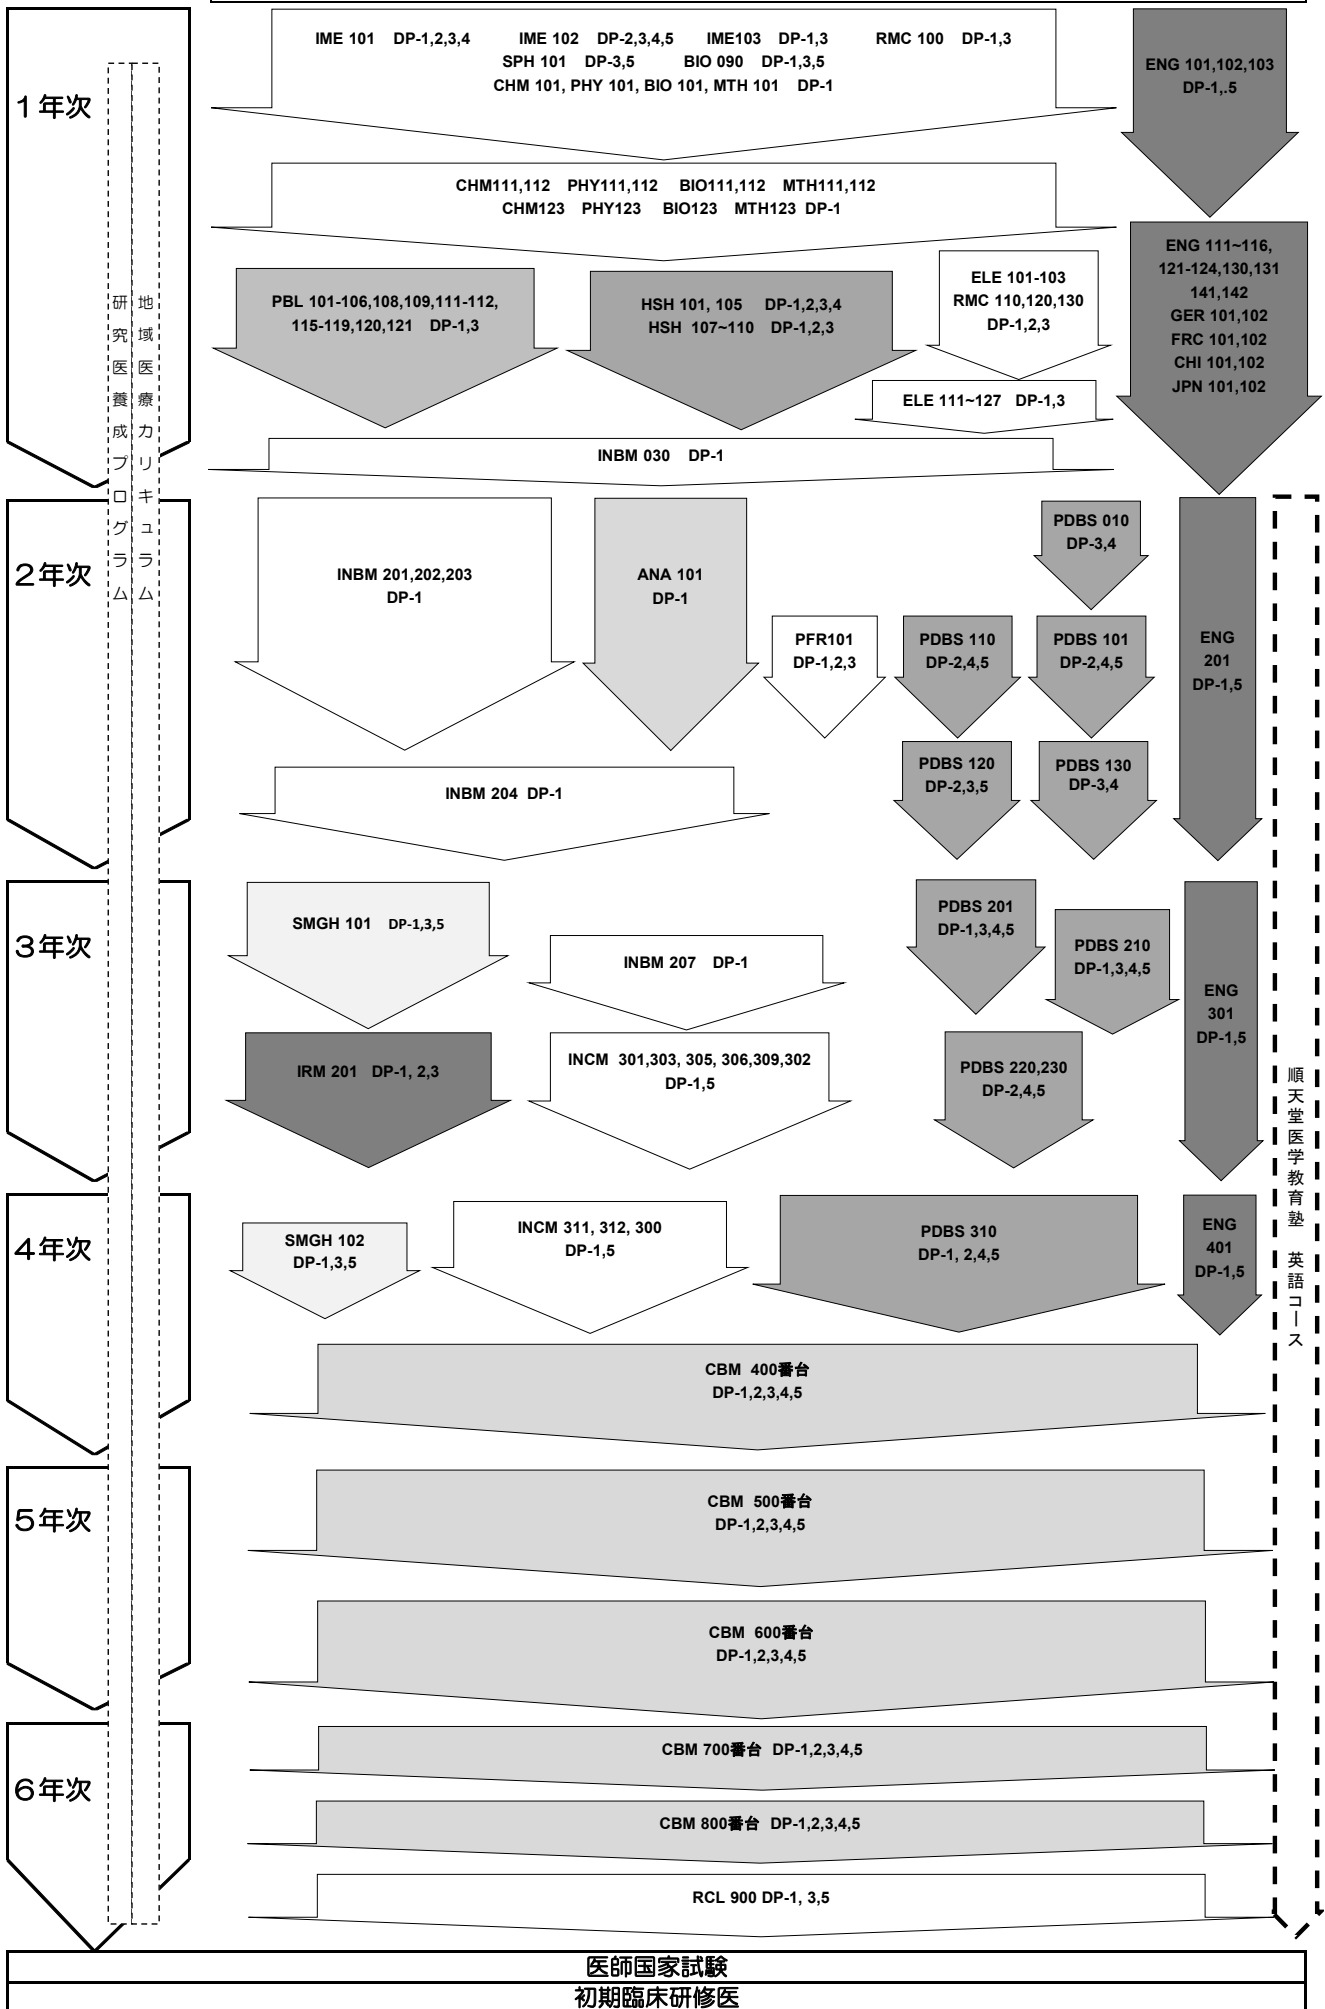 1年次
研究医養成プログラム
地域医療カリキュラム
IME 101 DP-1,2,3,4 IME 102 DP-2,3,4,5 IME103 DP-1,3 RMC 100 DP-1,3
SPH 101 DP-3,5 BIO 090 DP-1,3,5
CHM 101, PHY 101, BIO 101, MTH 101 DP-1
ENG 101,102,103
DP-1,.5
CHM111,112 PHY111,112 BIO111,112 MTH111,112
CHM123 PHY123 BIO123 MTH123 DP-1
ENG 111~116,
121-124,130,131
141,142
GER 101,102
FRC 101,102
CHI 101,102
JPN 101,102
PBL 101-106,108,109,111-112,
115-119,120,121 DP-1,3
HSH 101, 105 DP-1,2,3,4
HSH 107~110 DP-1,2,3
ELE 101-103
RMC 110,120,130
DP-1,2,3
ELE 111~127 DP-1,3
INBM 030 DP-1
2年次
INBM 201,202,203
DP-1
ANA 101
DP-1
PDBS 010
DP-3,4
PFR101
DP-1,2,3
PDBS 110
DP-2,4,5
PDBS 101
DP-2,4,5
ENG
201
DP-1,5
PDBS 120
DP-2,3,5
PDBS 130
DP-3,4
INBM 204 DP-1
3年次
SMGH 101 DP-1,3,5
INBM 207 DP-1
PDBS 201
DP-1,3,4,5
PDBS 210
DP-1,3,4,5
ENG
301
DP-1,5
IRM 201 DP-1, 2,3
INCM 301,303, 305, 306,309,302
DP-1,5
PDBS 220,230
DP-2,4,5
順天堂医学教育塾 英語コース
4年次
SMGH 102
DP-1,3,5
INCM 311, 312, 300
DP-1,5
PDBS 310
DP-1, 2,4,5
ENG
401
DP-1,5
CBM 400番台
DP-1,2,3,4,5
5年次
CBM 500番台
DP-1,2,3,4,5
CBM 600番台
DP-1,2,3,4,5
6年次
CBM 700番台 DP-1,2,3,4,5
CBM 800番台 DP-1,2,3,4,5
RCL 900 DP-1, 3,5
医師国家試験
初期臨床研修医